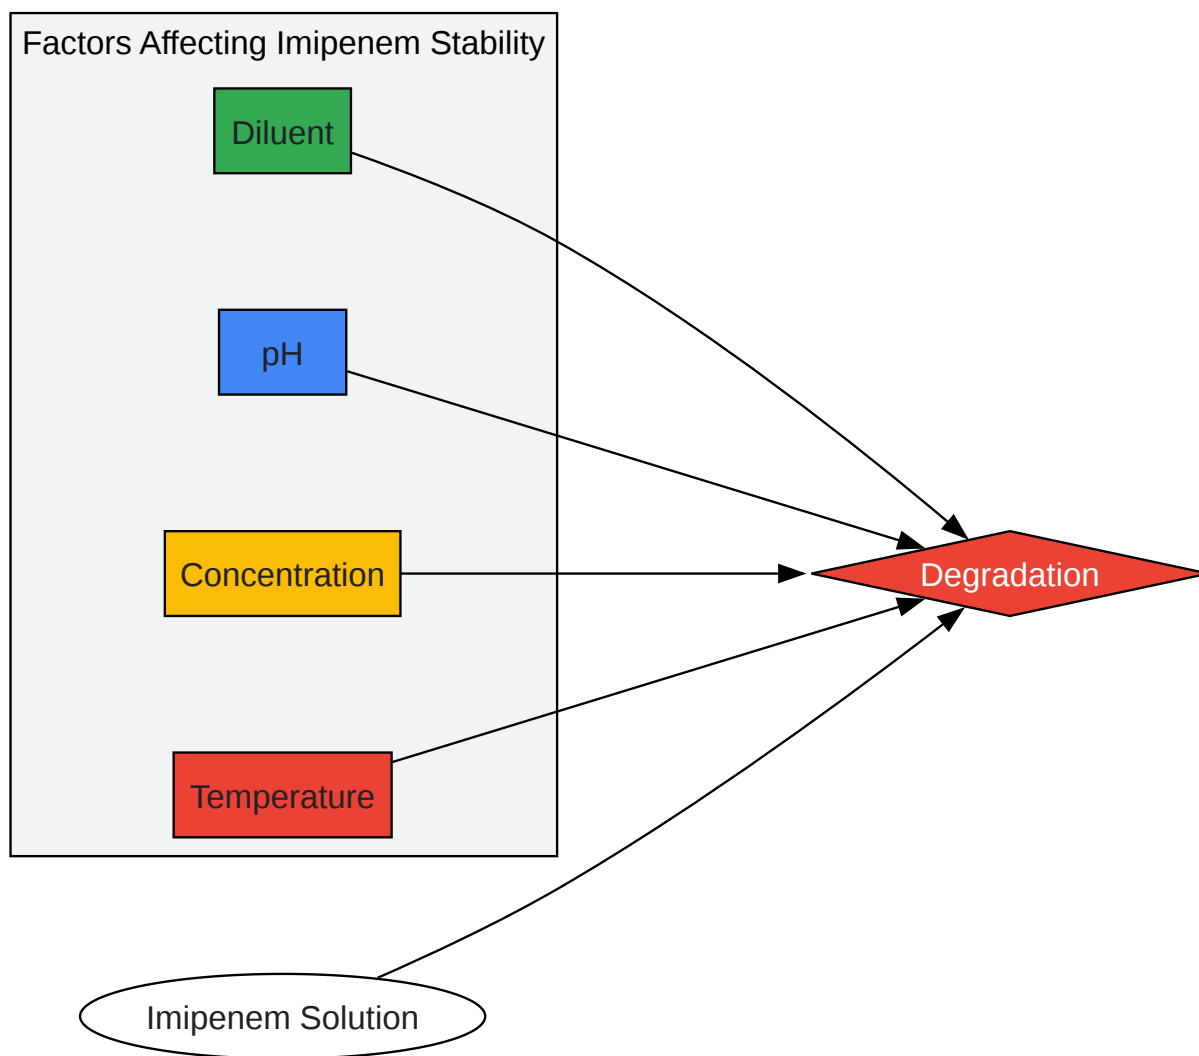 Factors Affecting Imipenem Stability
Diluent
pH
Concentration
Degradation
Temperature
Imipenem Solution